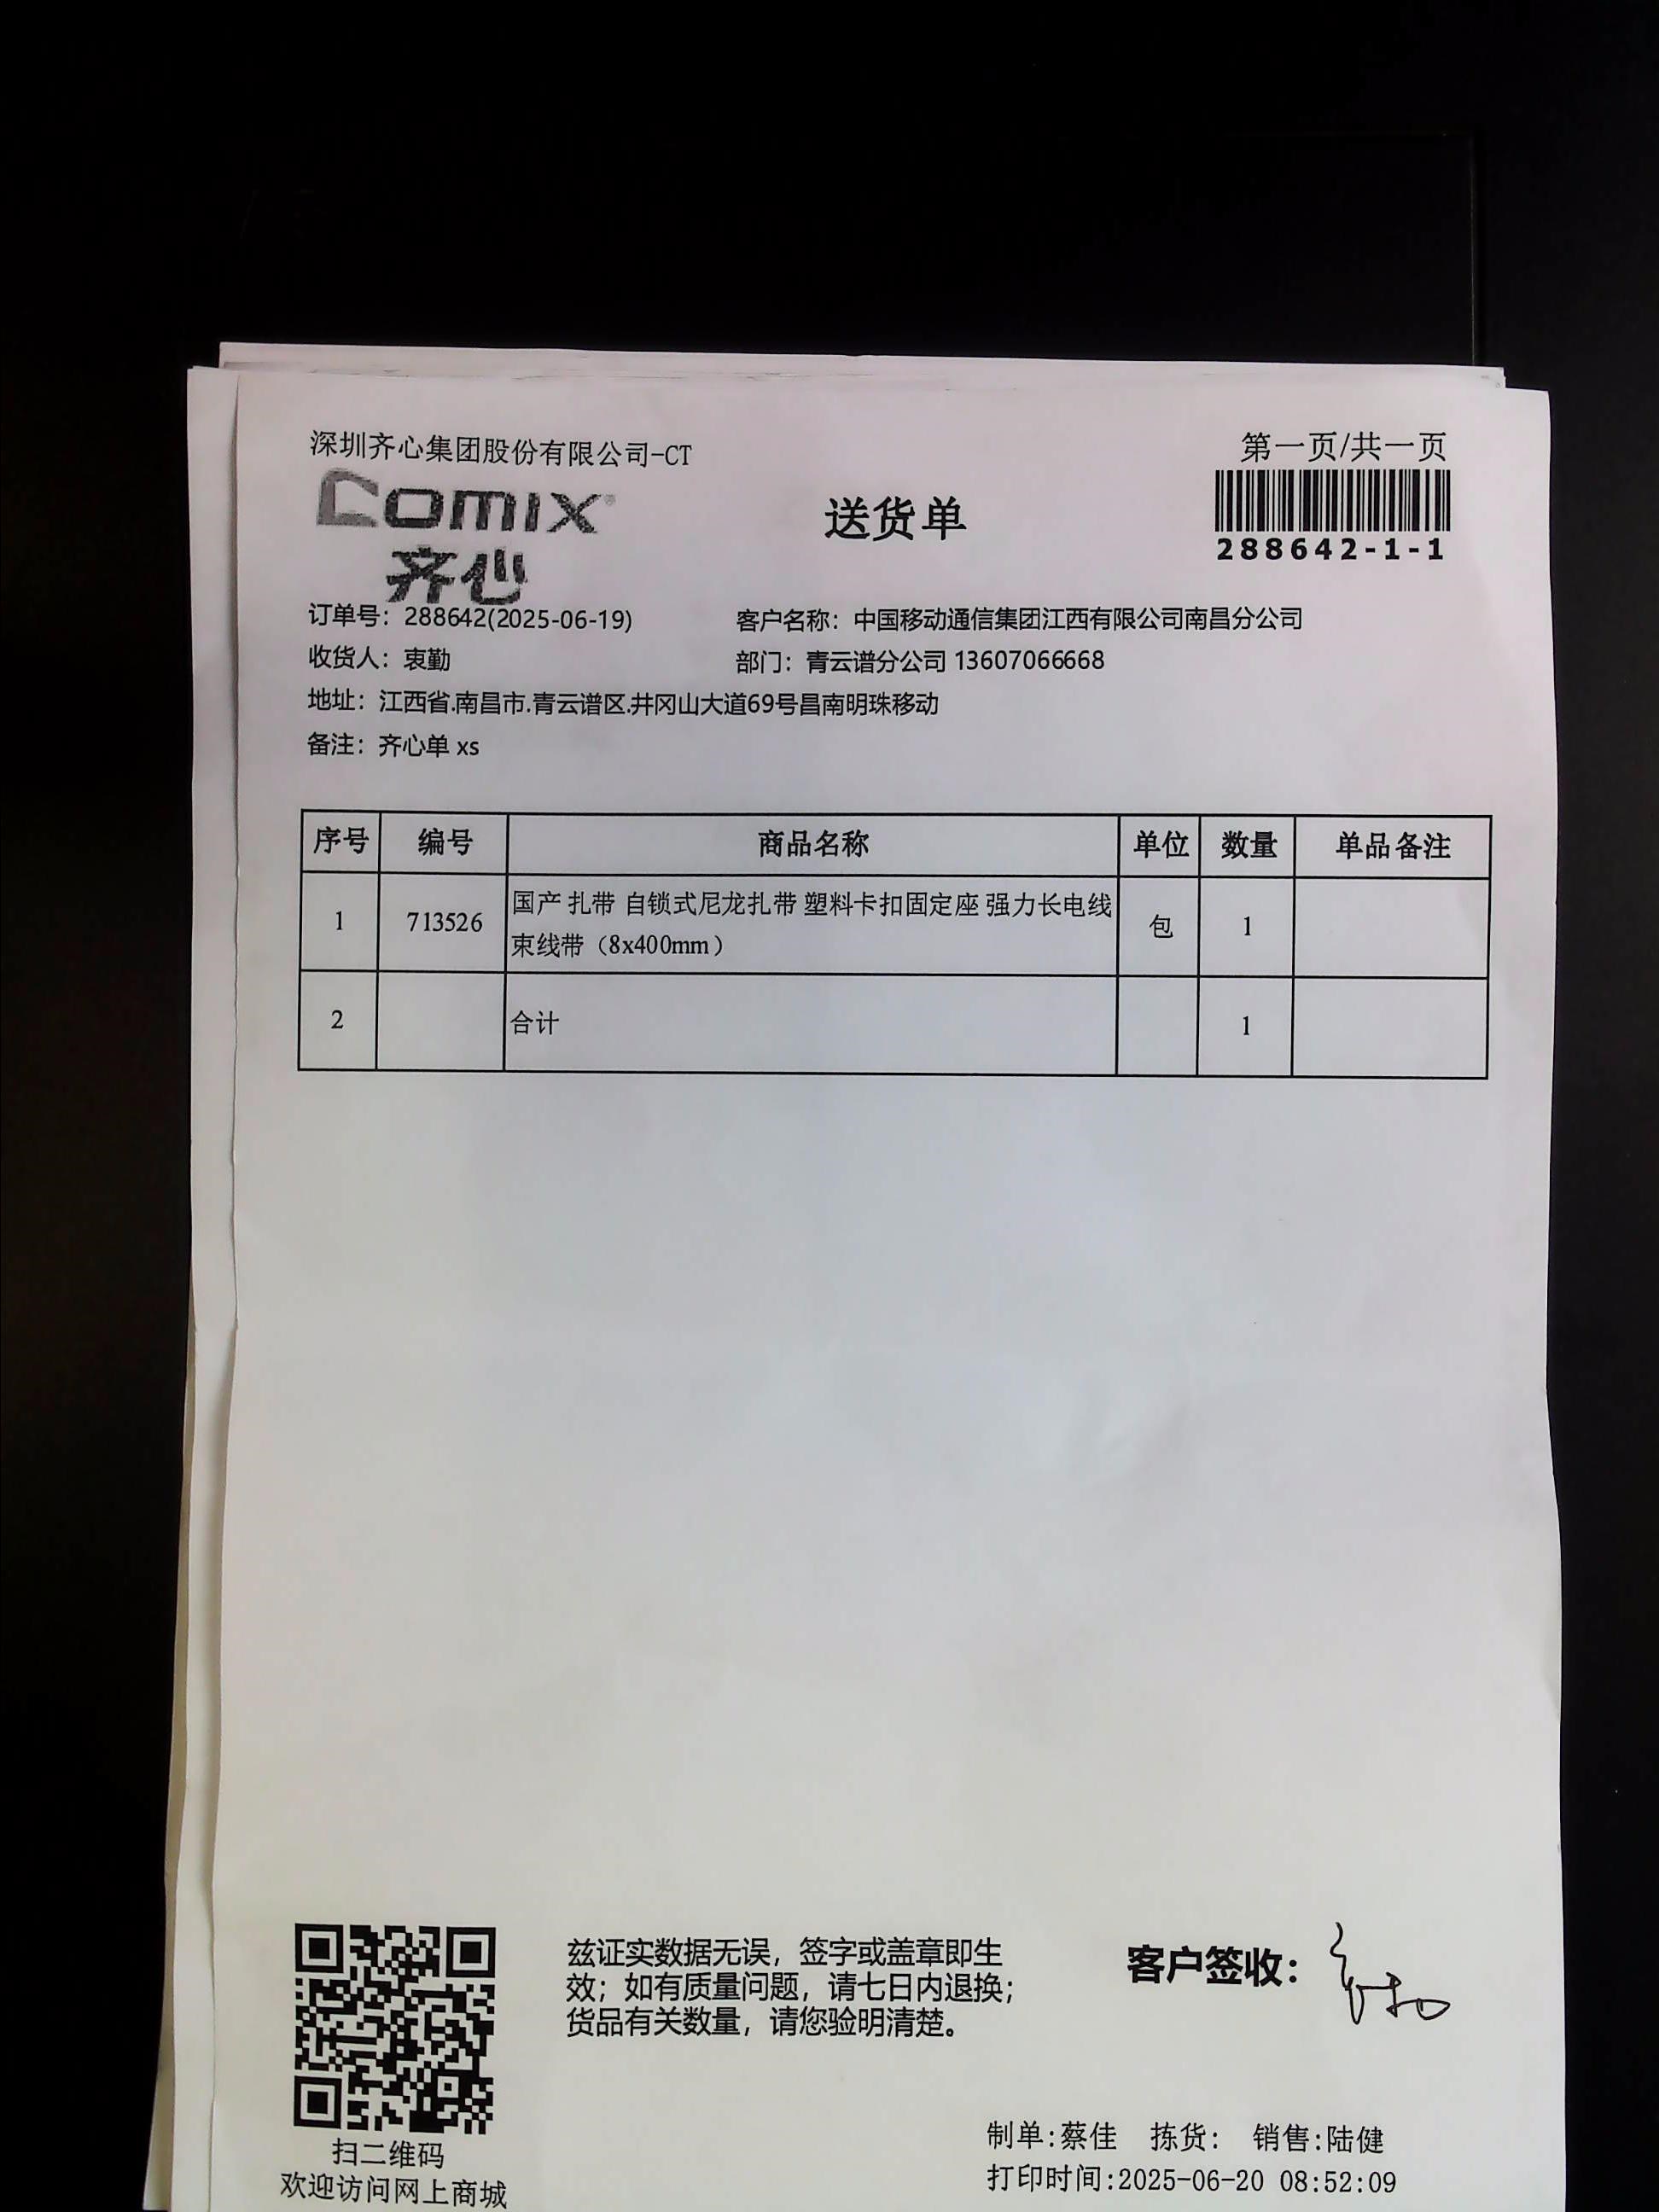 深圳齐心集团股份有限公司-CT
第一页/共一页
comix
齐心
送货单
288642-1-1
订单号：288642(2025-06-19)
客户名称：中国移动通信集团江西有限公司南昌分公司
收货人：衷勤
部门：青云谱分公司 13607066668
地址：江西省.南昌市.青云谱区.井冈山大道69号昌南明珠移动
备注：齐心单 xs
序号 编号 商品名称 单位 数量 单品备注
1 713526 国产 扎带 自锁式尼龙扎带 塑料卡扣固定座 强力长电线 包 1
束线带（8x400mm）
2 合计 1
兹证实数据无误，签字或盖章即生
效；如有质量问题，请七日内退换；
货品有关数量，请您验明清楚。
客户签收：
扫二维码
欢迎访问网上商城
制单:蔡佳 拣货: 销售:陆健
打印时间:2025-06-20 08:52:09